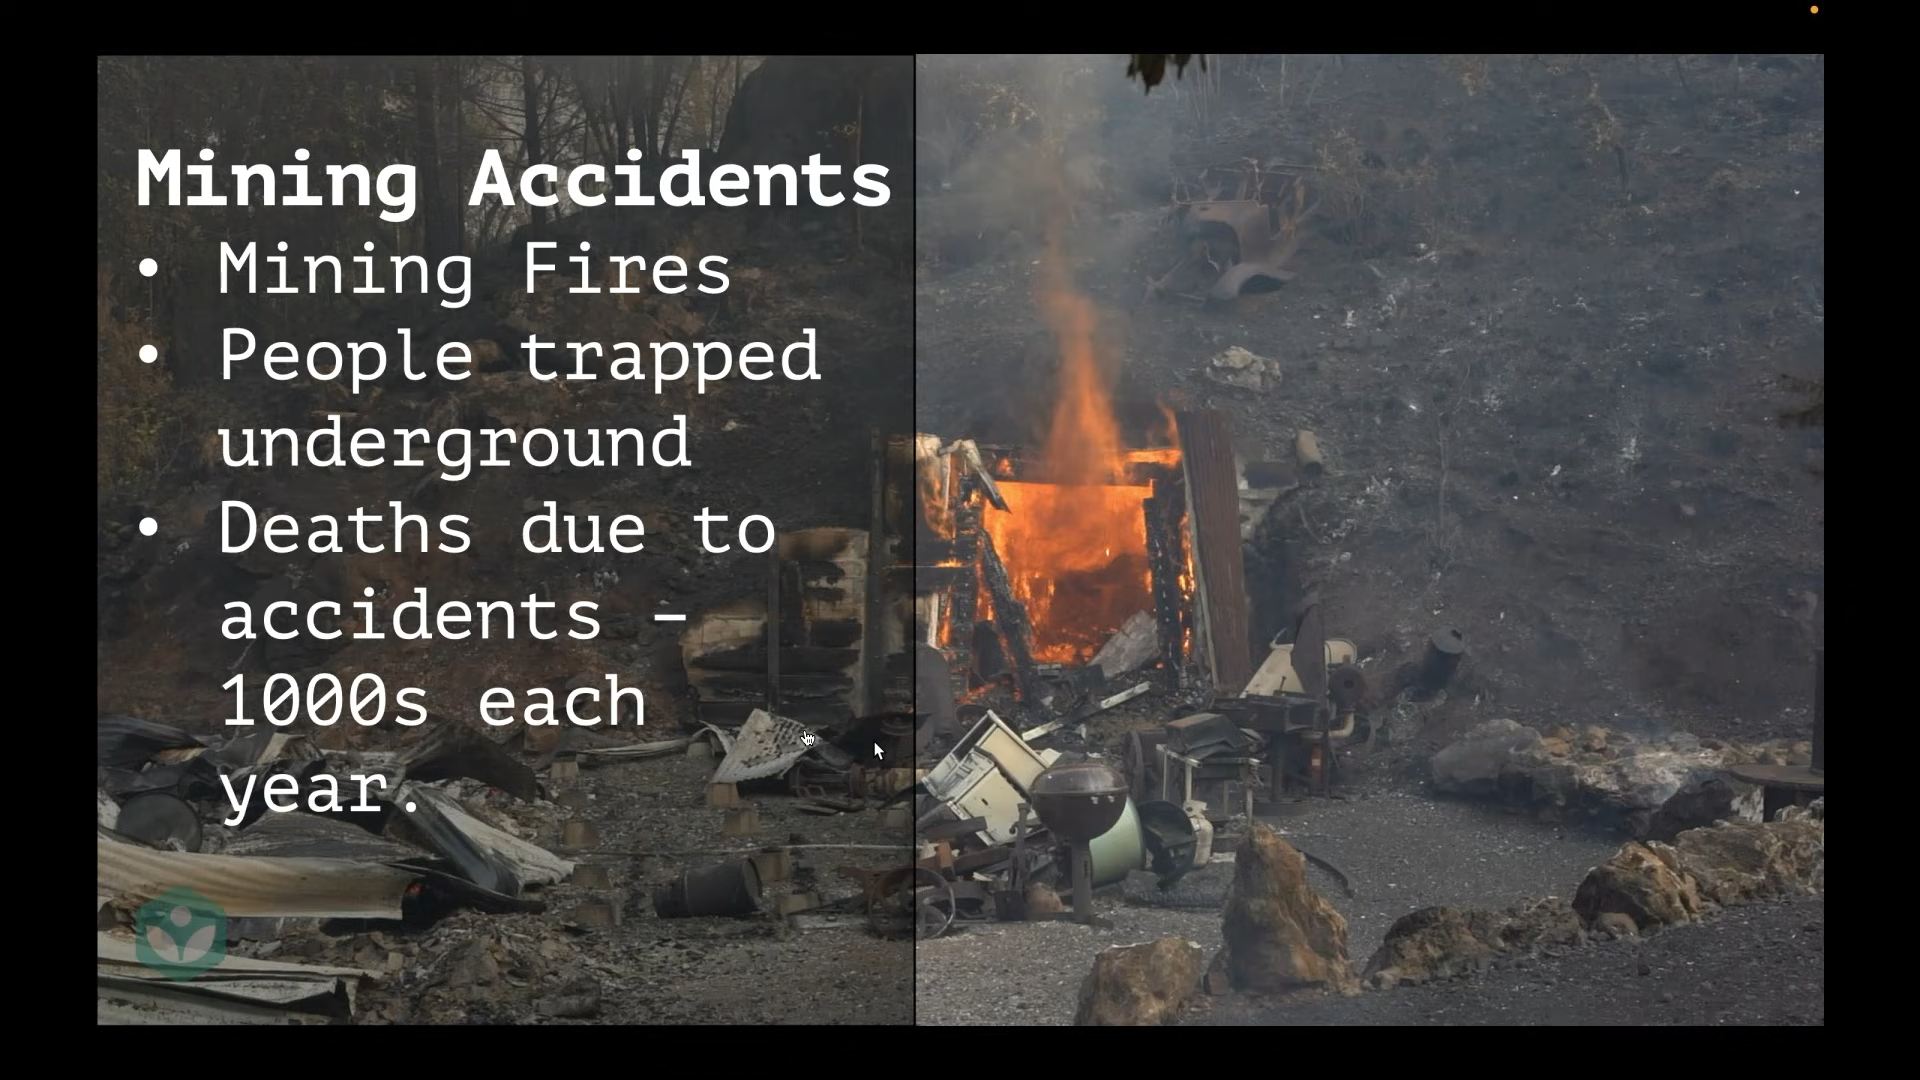 Mining Accidents
• Mining Fires
• People trapped
underground
• Deaths due to
accidents –
1000s each
year.